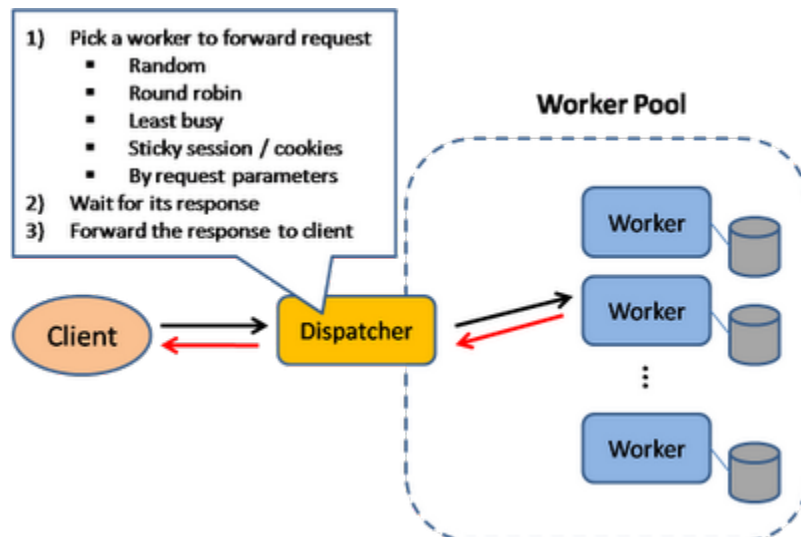 1) Pick a worker to forward request
▪ Random
▪ Round robin
▪ Least busy
▪ Sticky session / cookies
▪ By request parameters
2) Wait for its response
3) Forward the response to client
Worker Pool
Worker
Client
Dispatcher
Worker
...
Worker